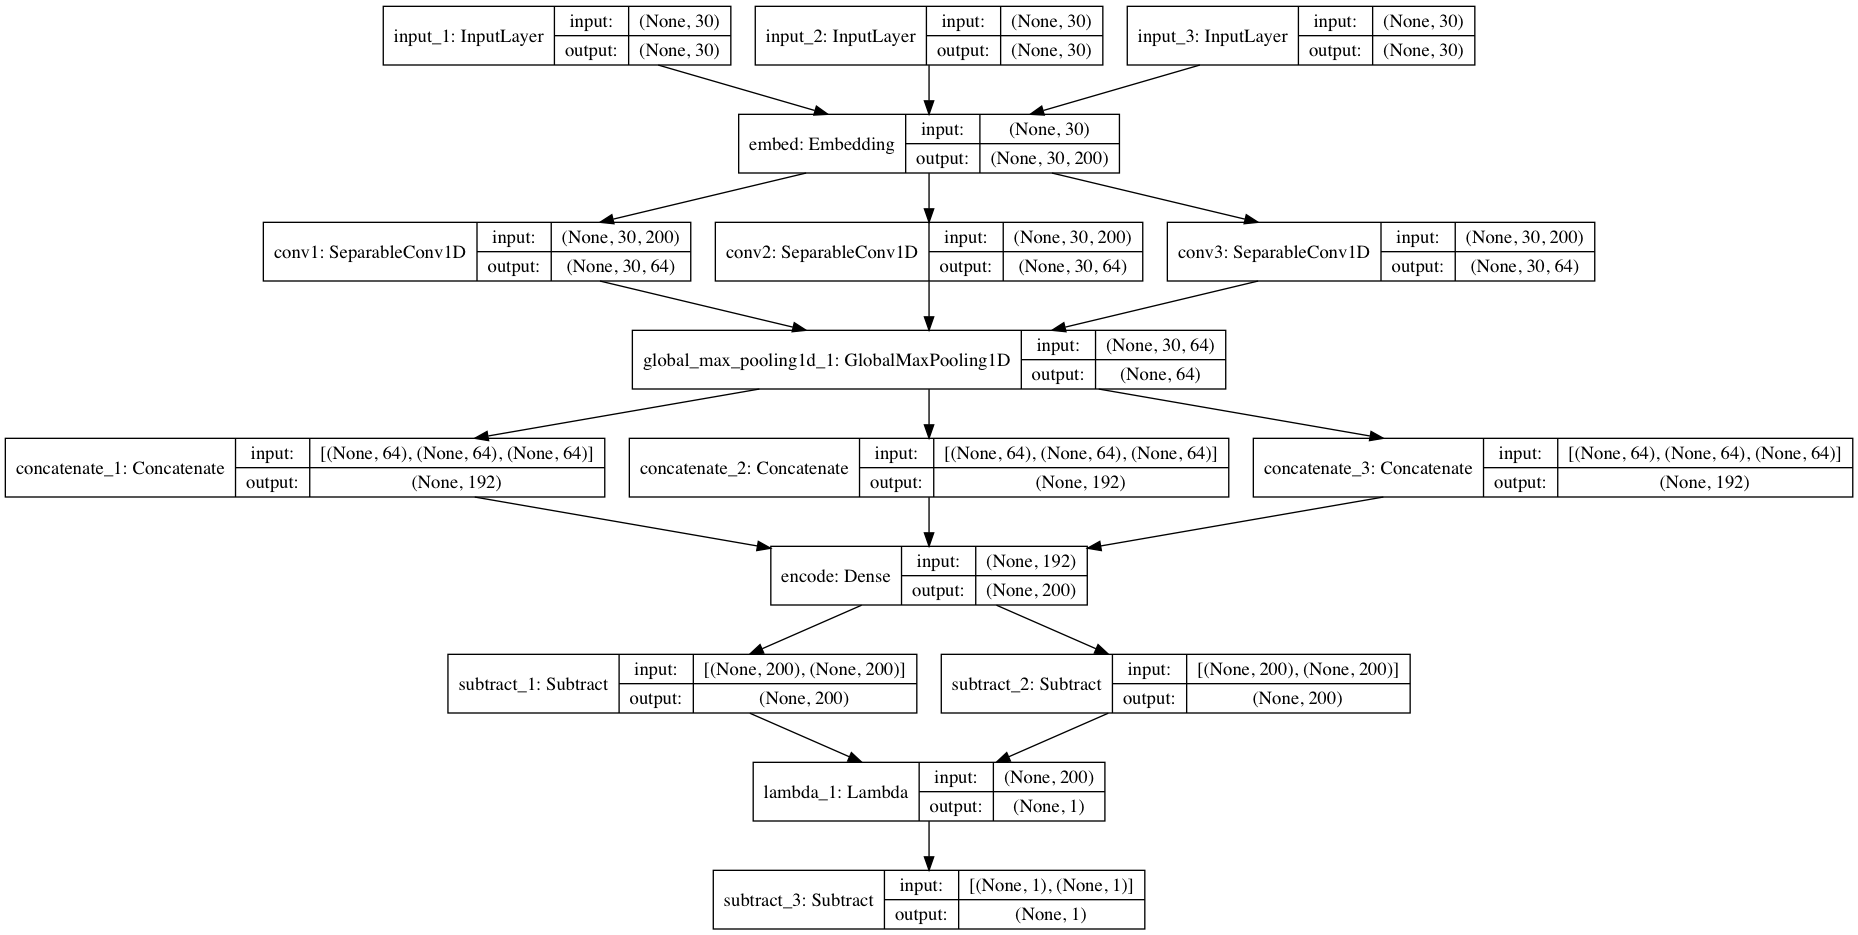 input_1: InputLayer
input: (None, 30)
output: (None, 30)
input_2: InputLayer
input: (None, 30)
output: (None, 30)
input_3: InputLayer
input: (None, 30)
output: (None, 30)
embed: Embedding
input: (None, 30)
output: (None, 30, 200)
conv1: SeparableConv1D
input: (None, 30, 200)
output: (None, 30, 64)
conv2: SeparableConv1D
input: (None, 30, 200)
output: (None, 30, 64)
conv3: SeparableConv1D
input: (None, 30, 200)
output: (None, 30, 64)
global_max_pooling1d_1: GlobalMaxPooling1D
input: (None, 30, 64)
output: (None, 64)
concatenate_1: Concatenate
input: [(None, 64), (None, 64), (None, 64)]
output: (None, 192)
concatenate_2: Concatenate
input: [(None, 64), (None, 64), (None, 64)]
output: (None, 192)
concatenate_3: Concatenate
input: [(None, 64), (None, 64), (None, 64)]
output: (None, 192)
encode: Dense
input: (None, 192)
output: (None, 200)
subtract_1: Subtract
input: [(None, 200), (None, 200)]
output: (None, 200)
subtract_2: Subtract
input: [(None, 200), (None, 200)]
output: (None, 200)
lambda_1: Lambda
input: (None, 200)
output: (None, 1)
subtract_3: Subtract
input: [(None, 1), (None, 1)]
output: (None, 1)